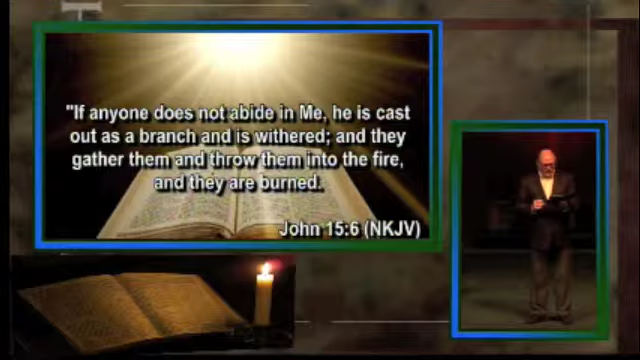 "If anyone does not abide in Me, he is cast
out as a branch and is withered; and they
gather them and throw them into the fire,
and they are burned.
John 15:6 (NKJV)